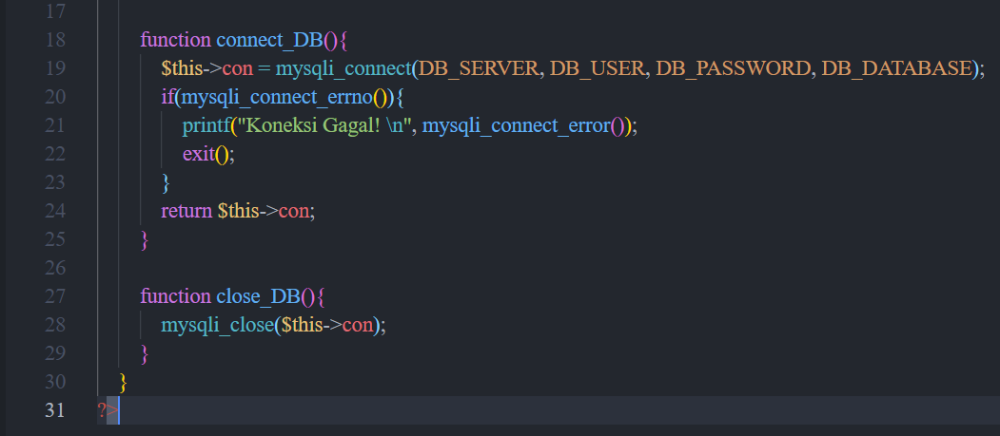 17
18 function connect_DB(){
19 $this->con = mysqli_connect(DB_SERVER, DB_USER, DB_PASSWORD, DB_DATABASE);
20 if(mysqli_connect_errno()){
21 printf("Koneksi Gagal! \n", mysqli_connect_error());
22 exit();
23 }
24 return $this->con;
25 }
26
27 function close_DB(){
28 mysqli_close($this->con);
29 }
30 }
31 ?>